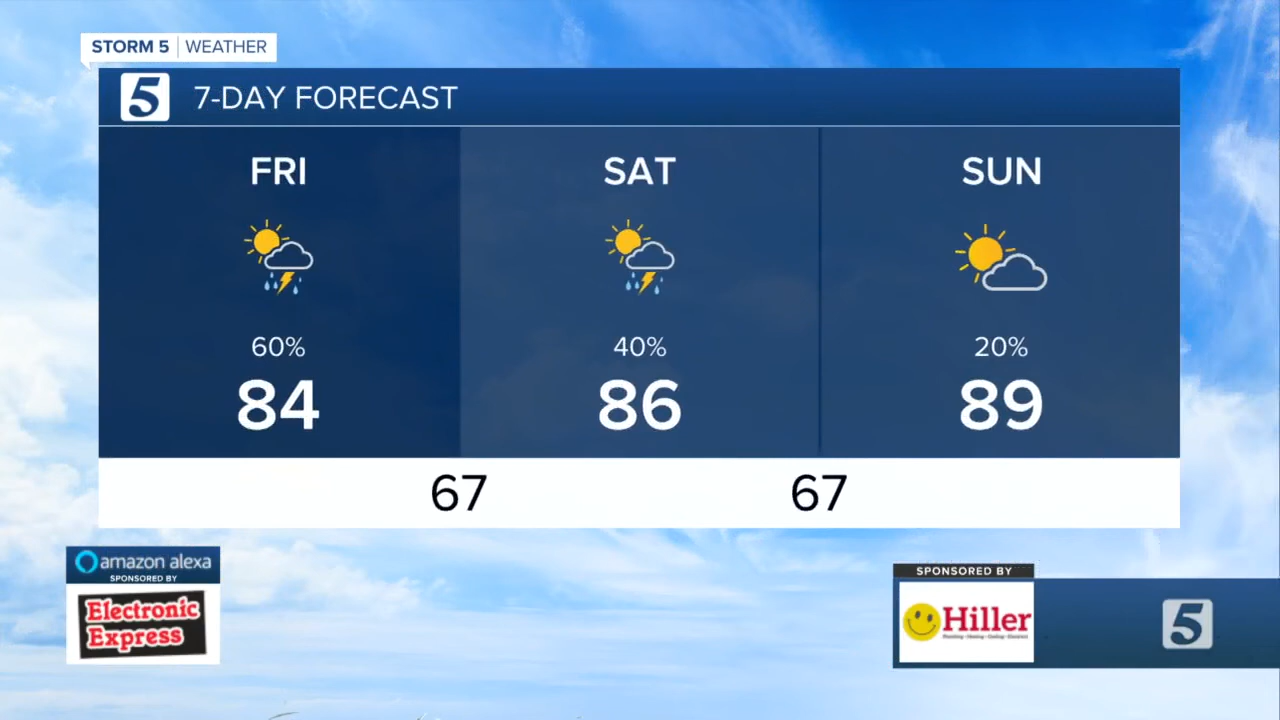 STORM 5 | WEATHER
5 7-DAY FORECAST
FRI SAT SUN
60% 40% 20%
84 86 89
67 67
amazon alexa
SPONSORED BY
Electronic
Express
SPONSORED BY
Hiller
5